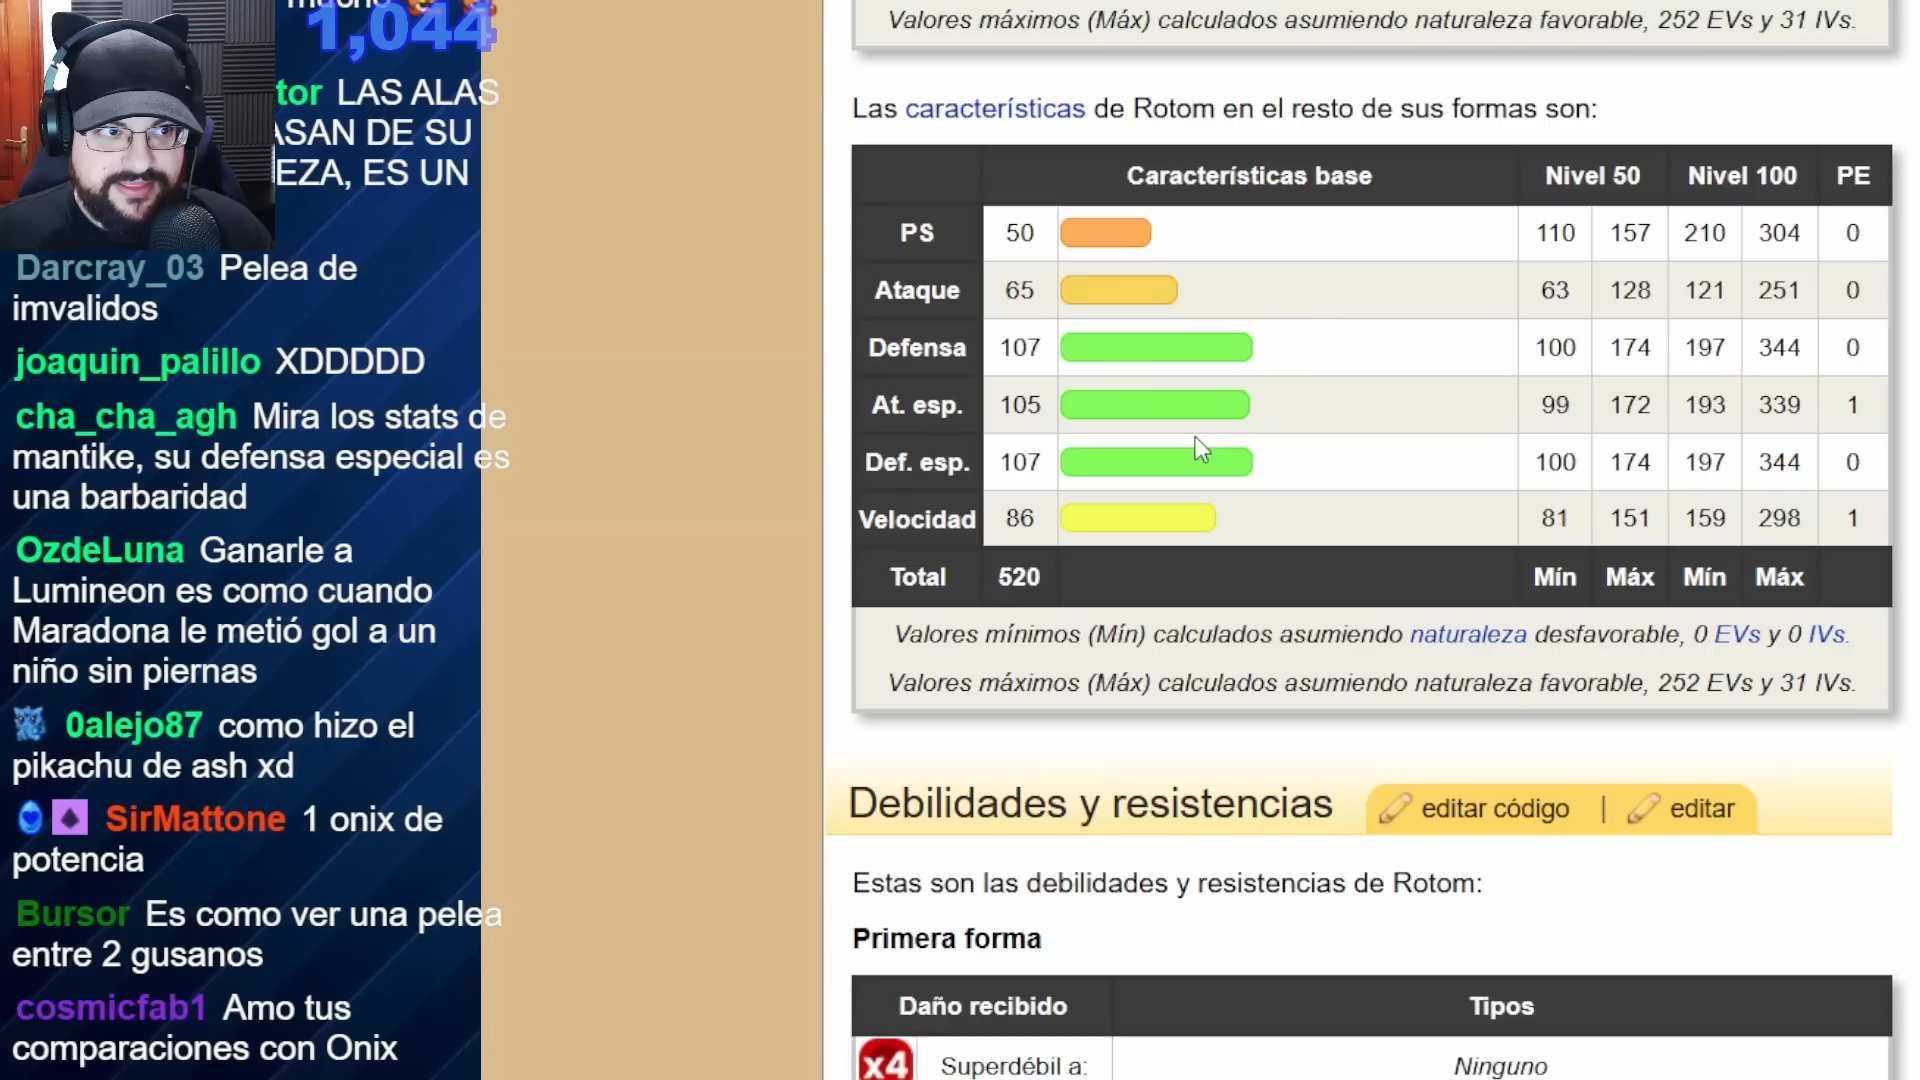 1,044
tor LAS ALAS
ASAN DE SU
EZA, ES UN
Darcray_03 Pelea de
imvalidos
joaquin_palillo XDDDDD
cha_cha_agh Mira los stats de
mantike, su defensa especial es
una barbaridad
OzdeLuna Ganarle a
Lumineon es como cuando
Maradona le metió gol a un
niño sin piernas
0alejo87 como hizo el
pikachu de ash xd
SirMattone 1 onix de
potencia
Bursor Es como ver una pelea
entre 2 gusanos
cosmicfab1 Amo tus
comparaciones con Onix
Valores máximos (Máx) calculados asumiendo naturaleza favorable, 252 EVs y 31 IVs.
Las características de Rotom en el resto de sus formas son:
Características base Nivel 50 Nivel 100 PE
PS 50 110 157 210 304 0
Ataque 65 63 128 121 251 0
Defensa 107 100 174 197 344 0
At. esp. 105 99 172 193 339 1
Def. esp. 107 100 174 197 344 0
Velocidad 86 81 151 159 298 1
Total 520 Mín Máx Mín Máx
Valores mínimos (Mín) calculados asumiendo naturaleza desfavorable, 0 EVs y 0 IVs.
Valores máximos (Máx) calculados asumiendo naturaleza favorable, 252 EVs y 31 IVs.
Debilidades y resistencias editar código | editar
Estas son las debilidades y resistencias de Rotom:
Primera forma
Daño recibido Tipos
x4 Superdébil a: Ninguno